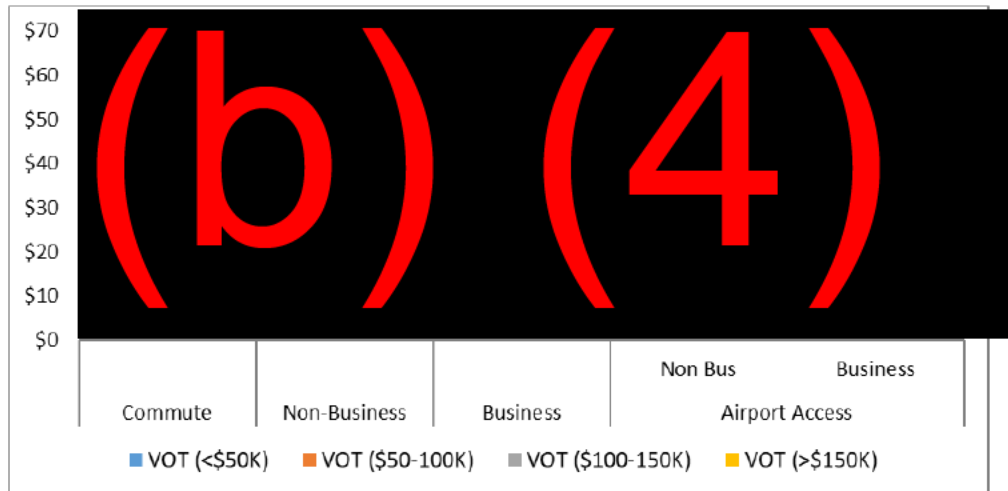 $70
$60
$50
$40
$30
$20
$10
$0
(b) (4)
Non Bus Business
Commute Non-Business Business Airport Access
VOT (<$50K) VOT ($50-100K) VOT ($100-150K) VOT (>$150K)